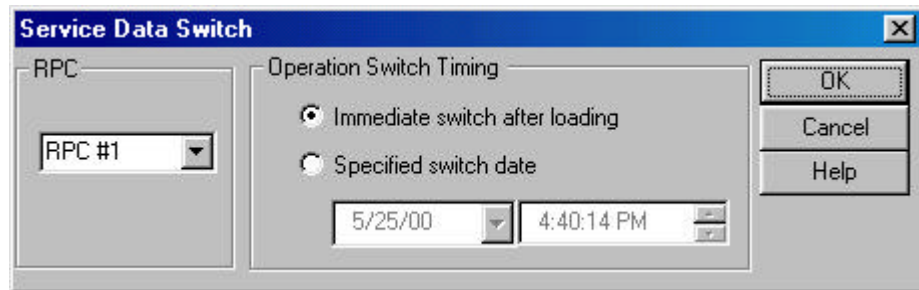 Service Data Switch
RPC
RPC #1
Operation Switch Timing
Immediate switch after loading
Specified switch date
5/25/00 4:40:14 PM
OK
Cancel
Help